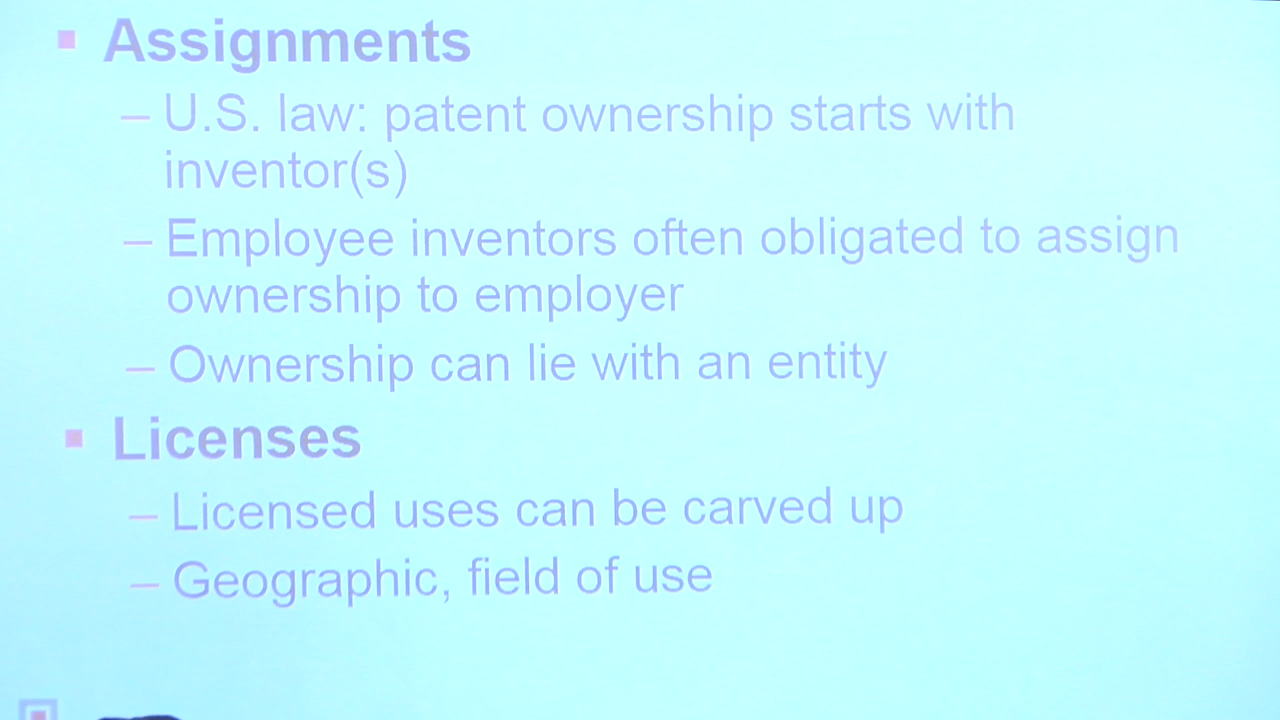 ▪ Assignments
– U.S. law: patent ownership starts with
inventor(s)
– Employee inventors often obligated to assign
ownership to employer
– Ownership can lie with an entity
▪ Licenses
– Licensed uses can be carved up
– Geographic, field of use